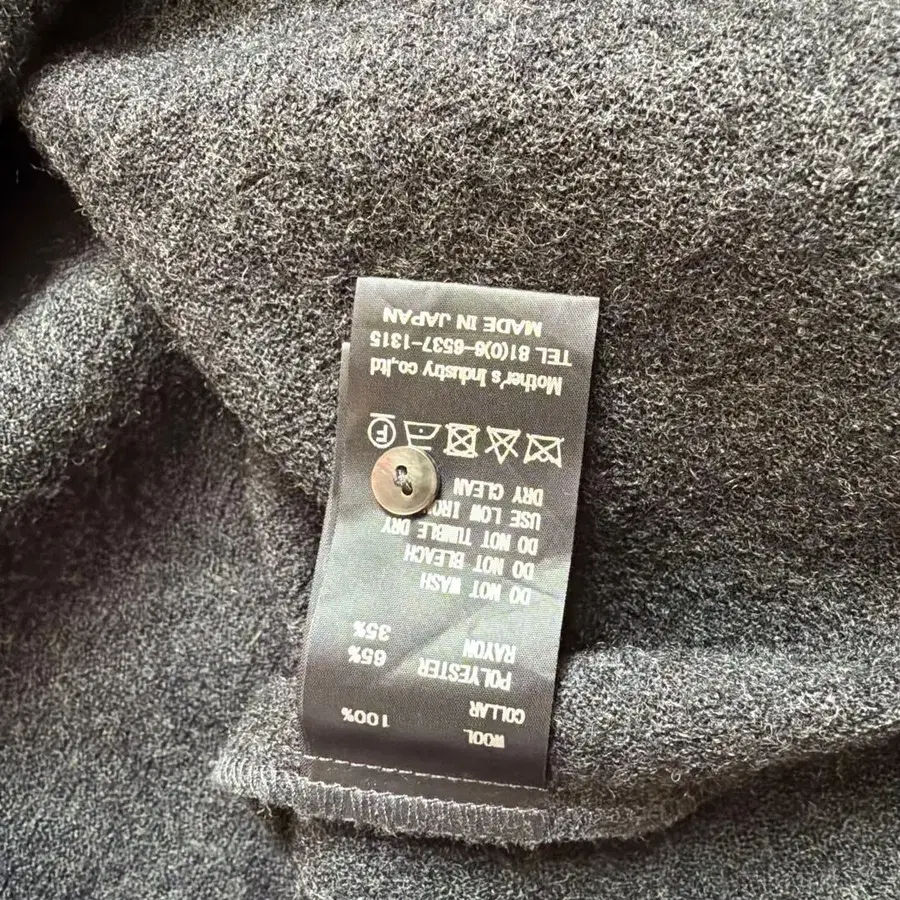 WOOL 100%
COLLAR
POLYESTER 65%
RAYON 35%
DO NOT WASH
DO NOT BLEACH
DO NOT TUMBLE DRY
USE LOW IRON
DRY CLEAN
F
Mother's Industry co.,ltd
TEL 81(0)6-6537-1315
MADE IN JAPAN